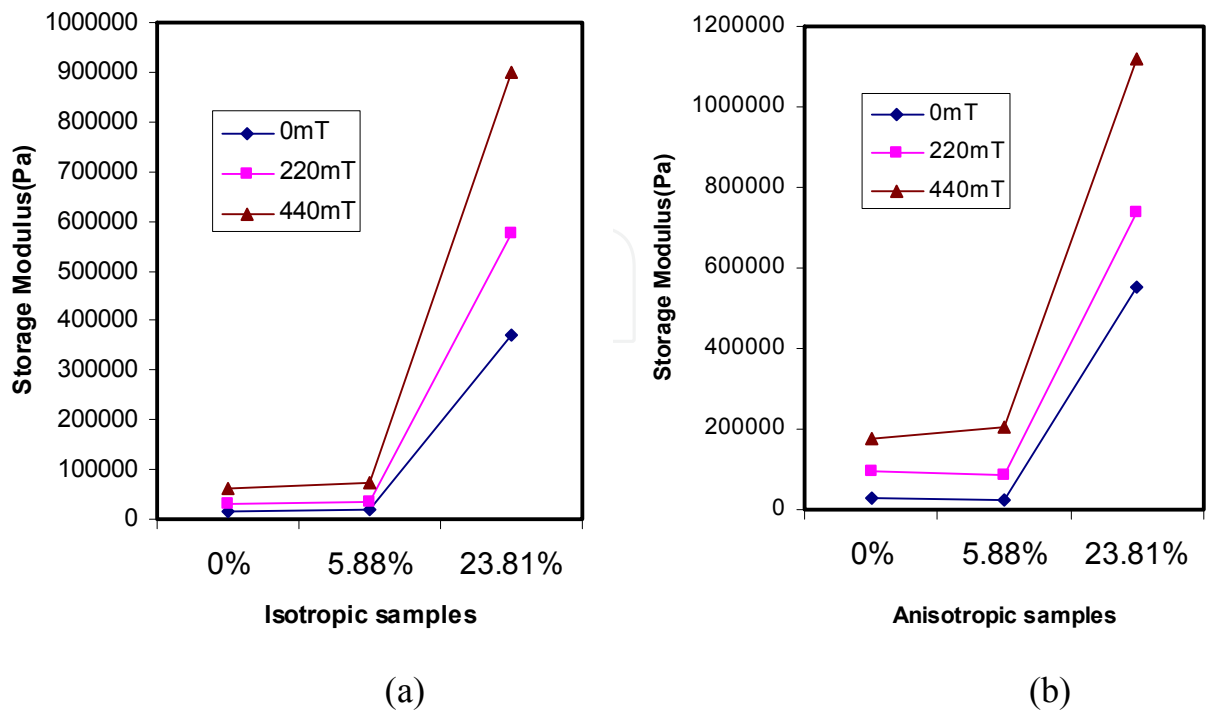 1000000
900000
800000
700000
600000
500000
400000
300000
200000
100000
0
Storage Modulus(Pa)
0mT
220mT
440mT
0% 5.88% 23.81%
Isotropic samples
(a)
1200000
1000000
800000
600000
400000
200000
0
Storage Modulus(Pa)
0mT
220mT
440mT
0% 5.88% 23.81%
Anisotropic samples
(b)